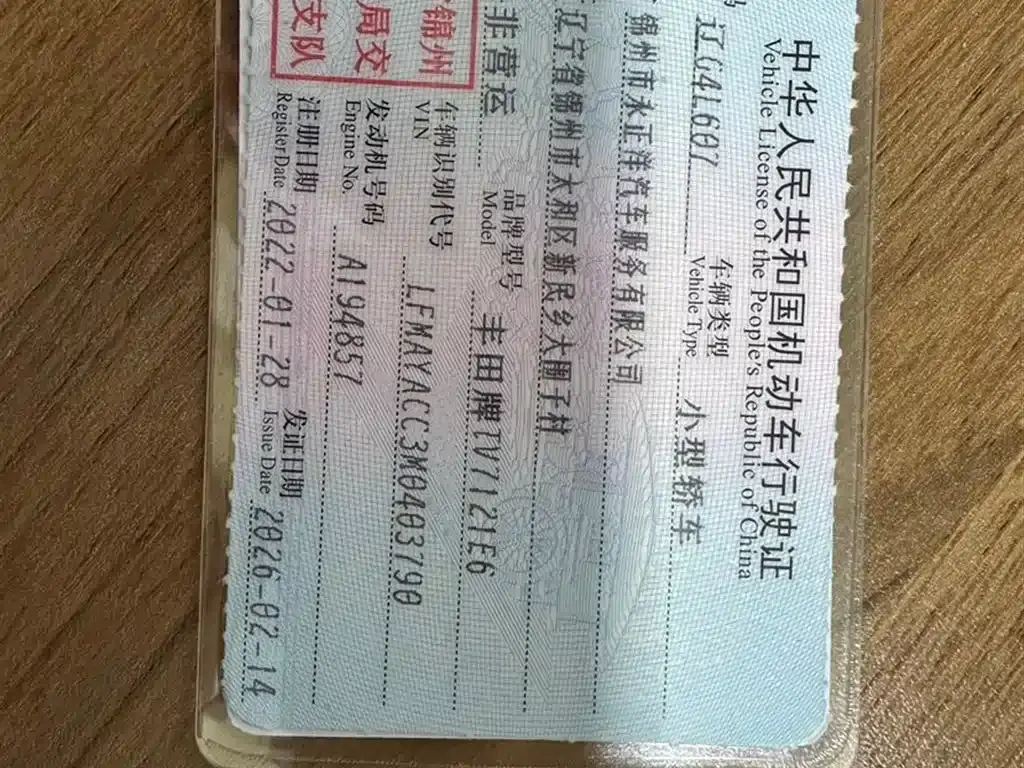 中华人民共和国机动车行驶证
Vehicle License of the People's Republic of China
辽G4L607 车辆类型 小型轿车
Vehicle Type
锦州市永正洋汽车服务有限公司
辽宁省锦州市太和区新民乡大圈子村
非营运 品牌型号 丰田牌TV7121E6
Model
锦州
局交
支队
车辆识别代号 LFMAYACC3M0403790
VIN
发动机号码 A194857
Engine No.
注册日期 2022-01-28 发证日期 2026-02-14
Register Date Issue Date